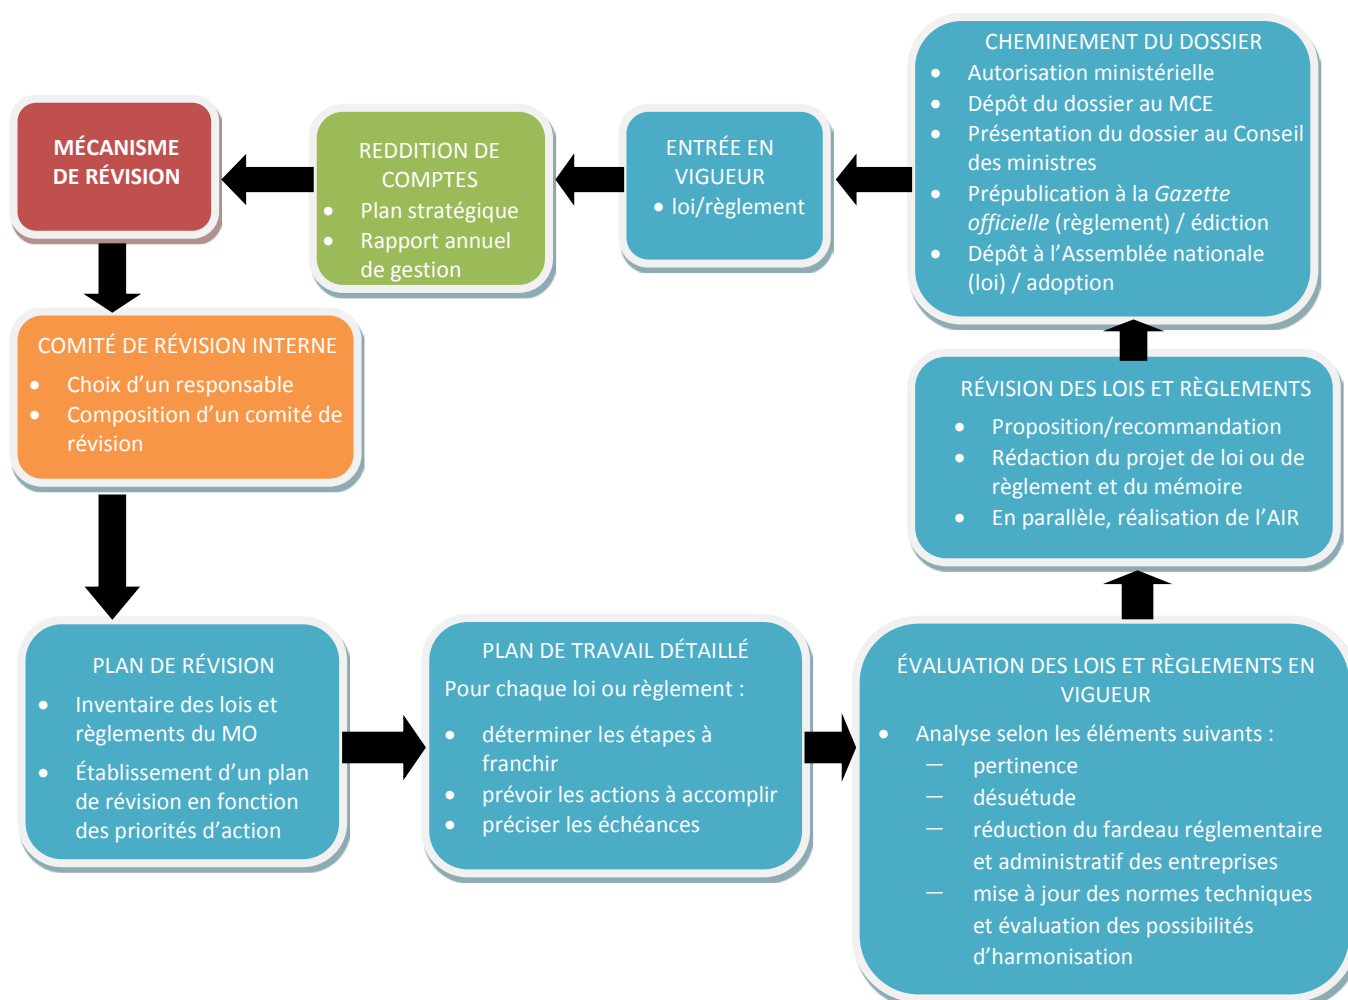 MÉCANISME
DE RÉVISION
REDDITION DE
COMPTES
• Plan stratégique
• Rapport annuel
de gestion
ENTRÉE EN
VIGUEUR
• loi/règlement
CHEMINEMENT DU DOSSIER
• Autorisation ministérielle
• Dépôt du dossier au MCE
• Présentation du dossier au Conseil
des ministres
• Prépublication à la Gazette
officielle (règlement) / édiction
• Dépôt à l’Assemblée nationale
(loi) / adoption
COMITÉ DE RÉVISION INTERNE
• Choix d’un responsable
• Composition d’un comité de
révision
RÉVISION DES LOIS ET RÈGLEMENTS
• Proposition/recommandation
• Rédaction du projet de loi ou de
règlement et du mémoire
• En parallèle, réalisation de l’AIR
PLAN DE RÉVISION
• Inventaire des lois et
règlements du MO
• Établissement d’un plan
de révision en fonction
des priorités d’action
PLAN DE TRAVAIL DÉTAILLÉ
Pour chaque loi ou règlement :
• déterminer les étapes à
franchir
• prévoir les actions à accomplir
• préciser les échéances
ÉVALUATION DES LOIS ET RÈGLEMENTS EN
VIGUEUR
• Analyse selon les éléments suivants :
— pertinence
— désuétude
— réduction du fardeau réglementaire
et administratif des entreprises
— mise à jour des normes techniques
et évaluation des possibilités
d’harmonisation